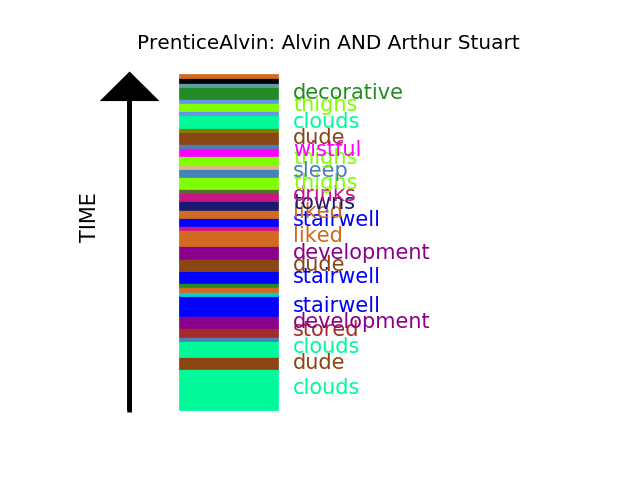 PrenticeAlvin: Alvin AND Arthur Stuart
decorative
thighs
clouds
dude
wistful
thighs
sleep
thighs
drinks
towns
liked
stairwell
liked
development
dude
stairwell
stairwell
development
stored
clouds
dude
clouds
TIME